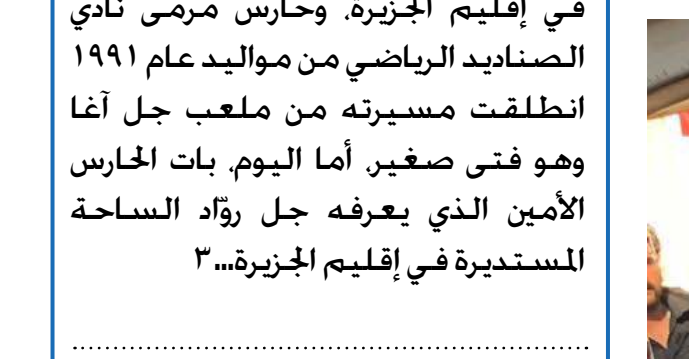 في إقليم الجزيرة، وحارس مرمى نادي
الصناديد الرياضي من مواليد عام ١٩٩١
انطلقت مسيرته من ملعب جل آغا
وهو فتى صغير، أما اليوم، بات الحارس
الأمين الذي يعرفه جل روّاد الساحة
المستديرة في إقليم الجزيرة...٣